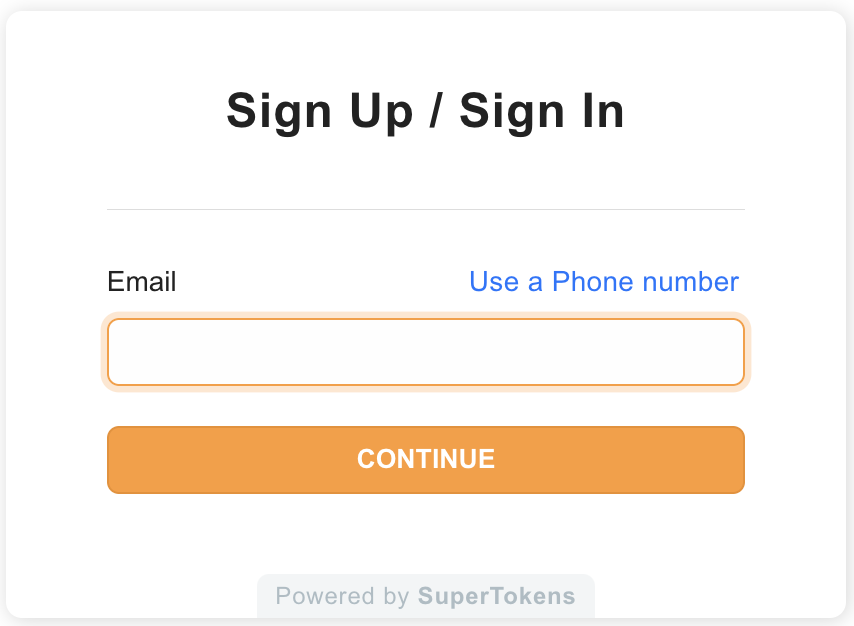 Sign Up / Sign In
Email Use a Phone number
CONTINUE
Powered by SuperTokens